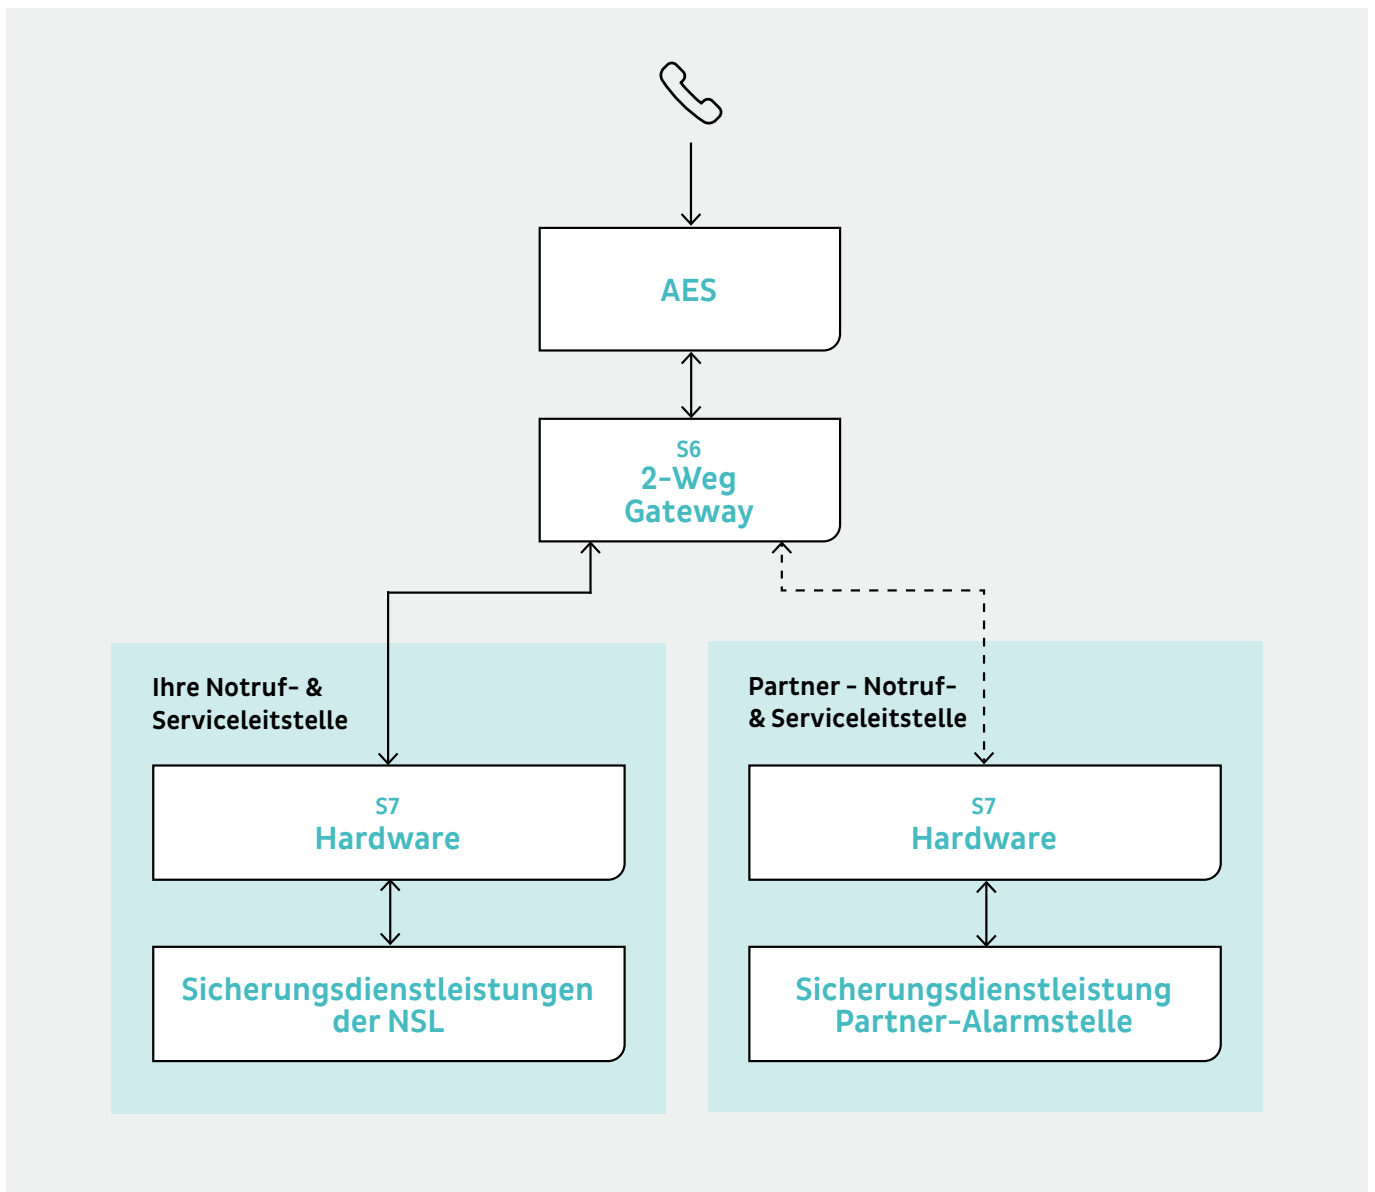 AES
S6
2-Weg
Gateway
Ihre Notruf- &
Serviceleitstelle
S7
Hardware
Sicherungsdienstleistungen
der NSL
Partner - Notruf-
& Serviceleitstelle
S7
Hardware
Sicherungsdienstleistung
Partner-Alarmstelle